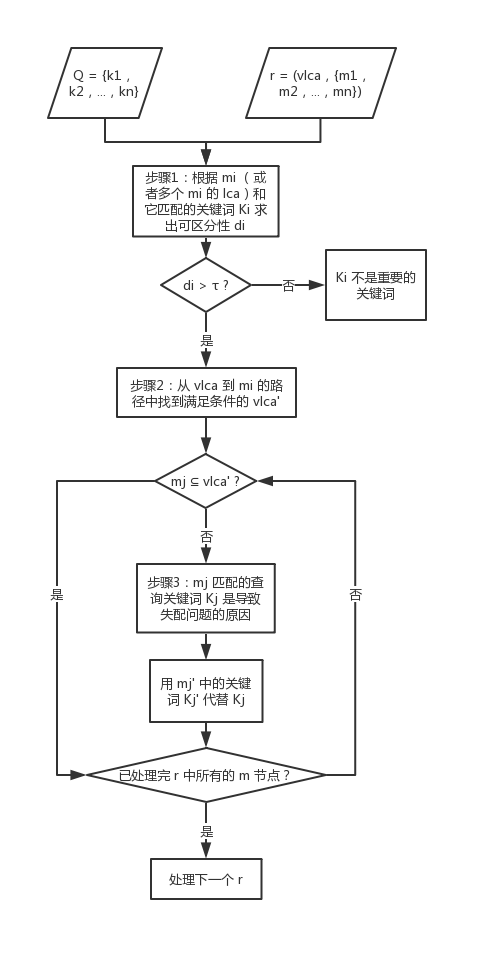 Q = {k1 ,
k2 , ... , kn}
r = (vlca , {m1 ,
m2 , ... , mn})
步骤1：根据 mi （ 或
者多个 mi 的 lca ）和
它匹配的关键词 Ki 求
出可区分性 di
di > τ ?
否
Ki 不是重要的
关键词
是
步骤2：从 vlca 到 mi 的路
径中找到满足条件的 vlca'
mj ⊆ vlca' ?
否
步骤3：mj 匹配的查
询关键词 Kj 是导致
失配问题的原因
是
否
用 mj' 中的关键
词 Kj' 代替 Kj
已处理完 r 中所有的 m 节点？
是
处理下一个 r